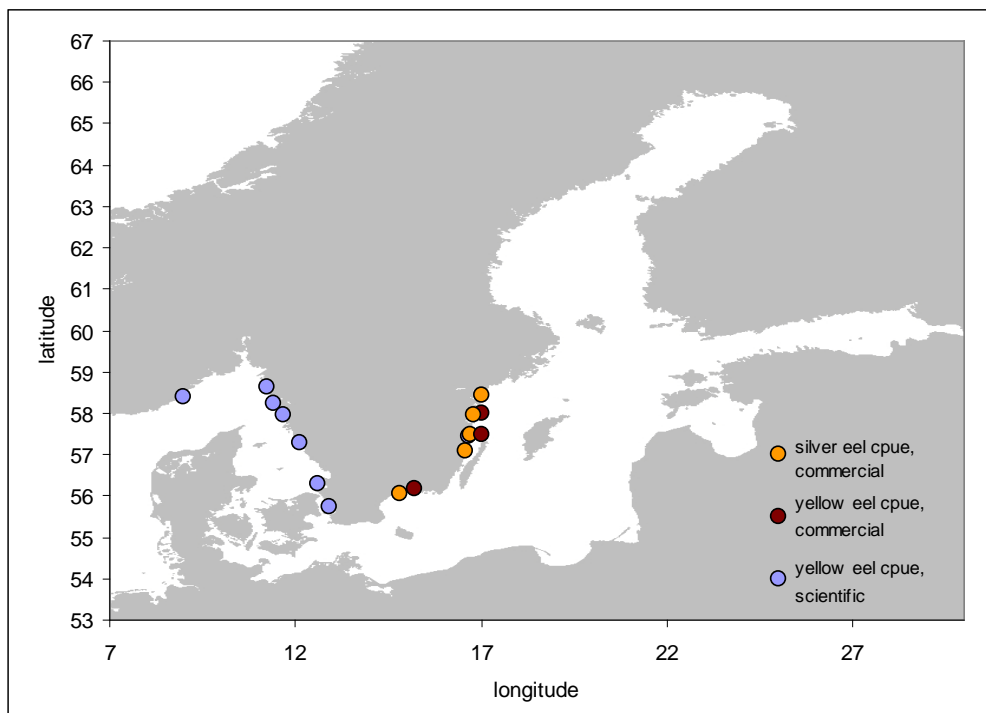 67
66
65
64
63
62
61
60
59
58
57
56
55
54
53
latitude
7 12 17 22 27
longitude
silver eel cpue,
commercial
yellow eel cpue,
commercial
yellow eel cpue,
scientific